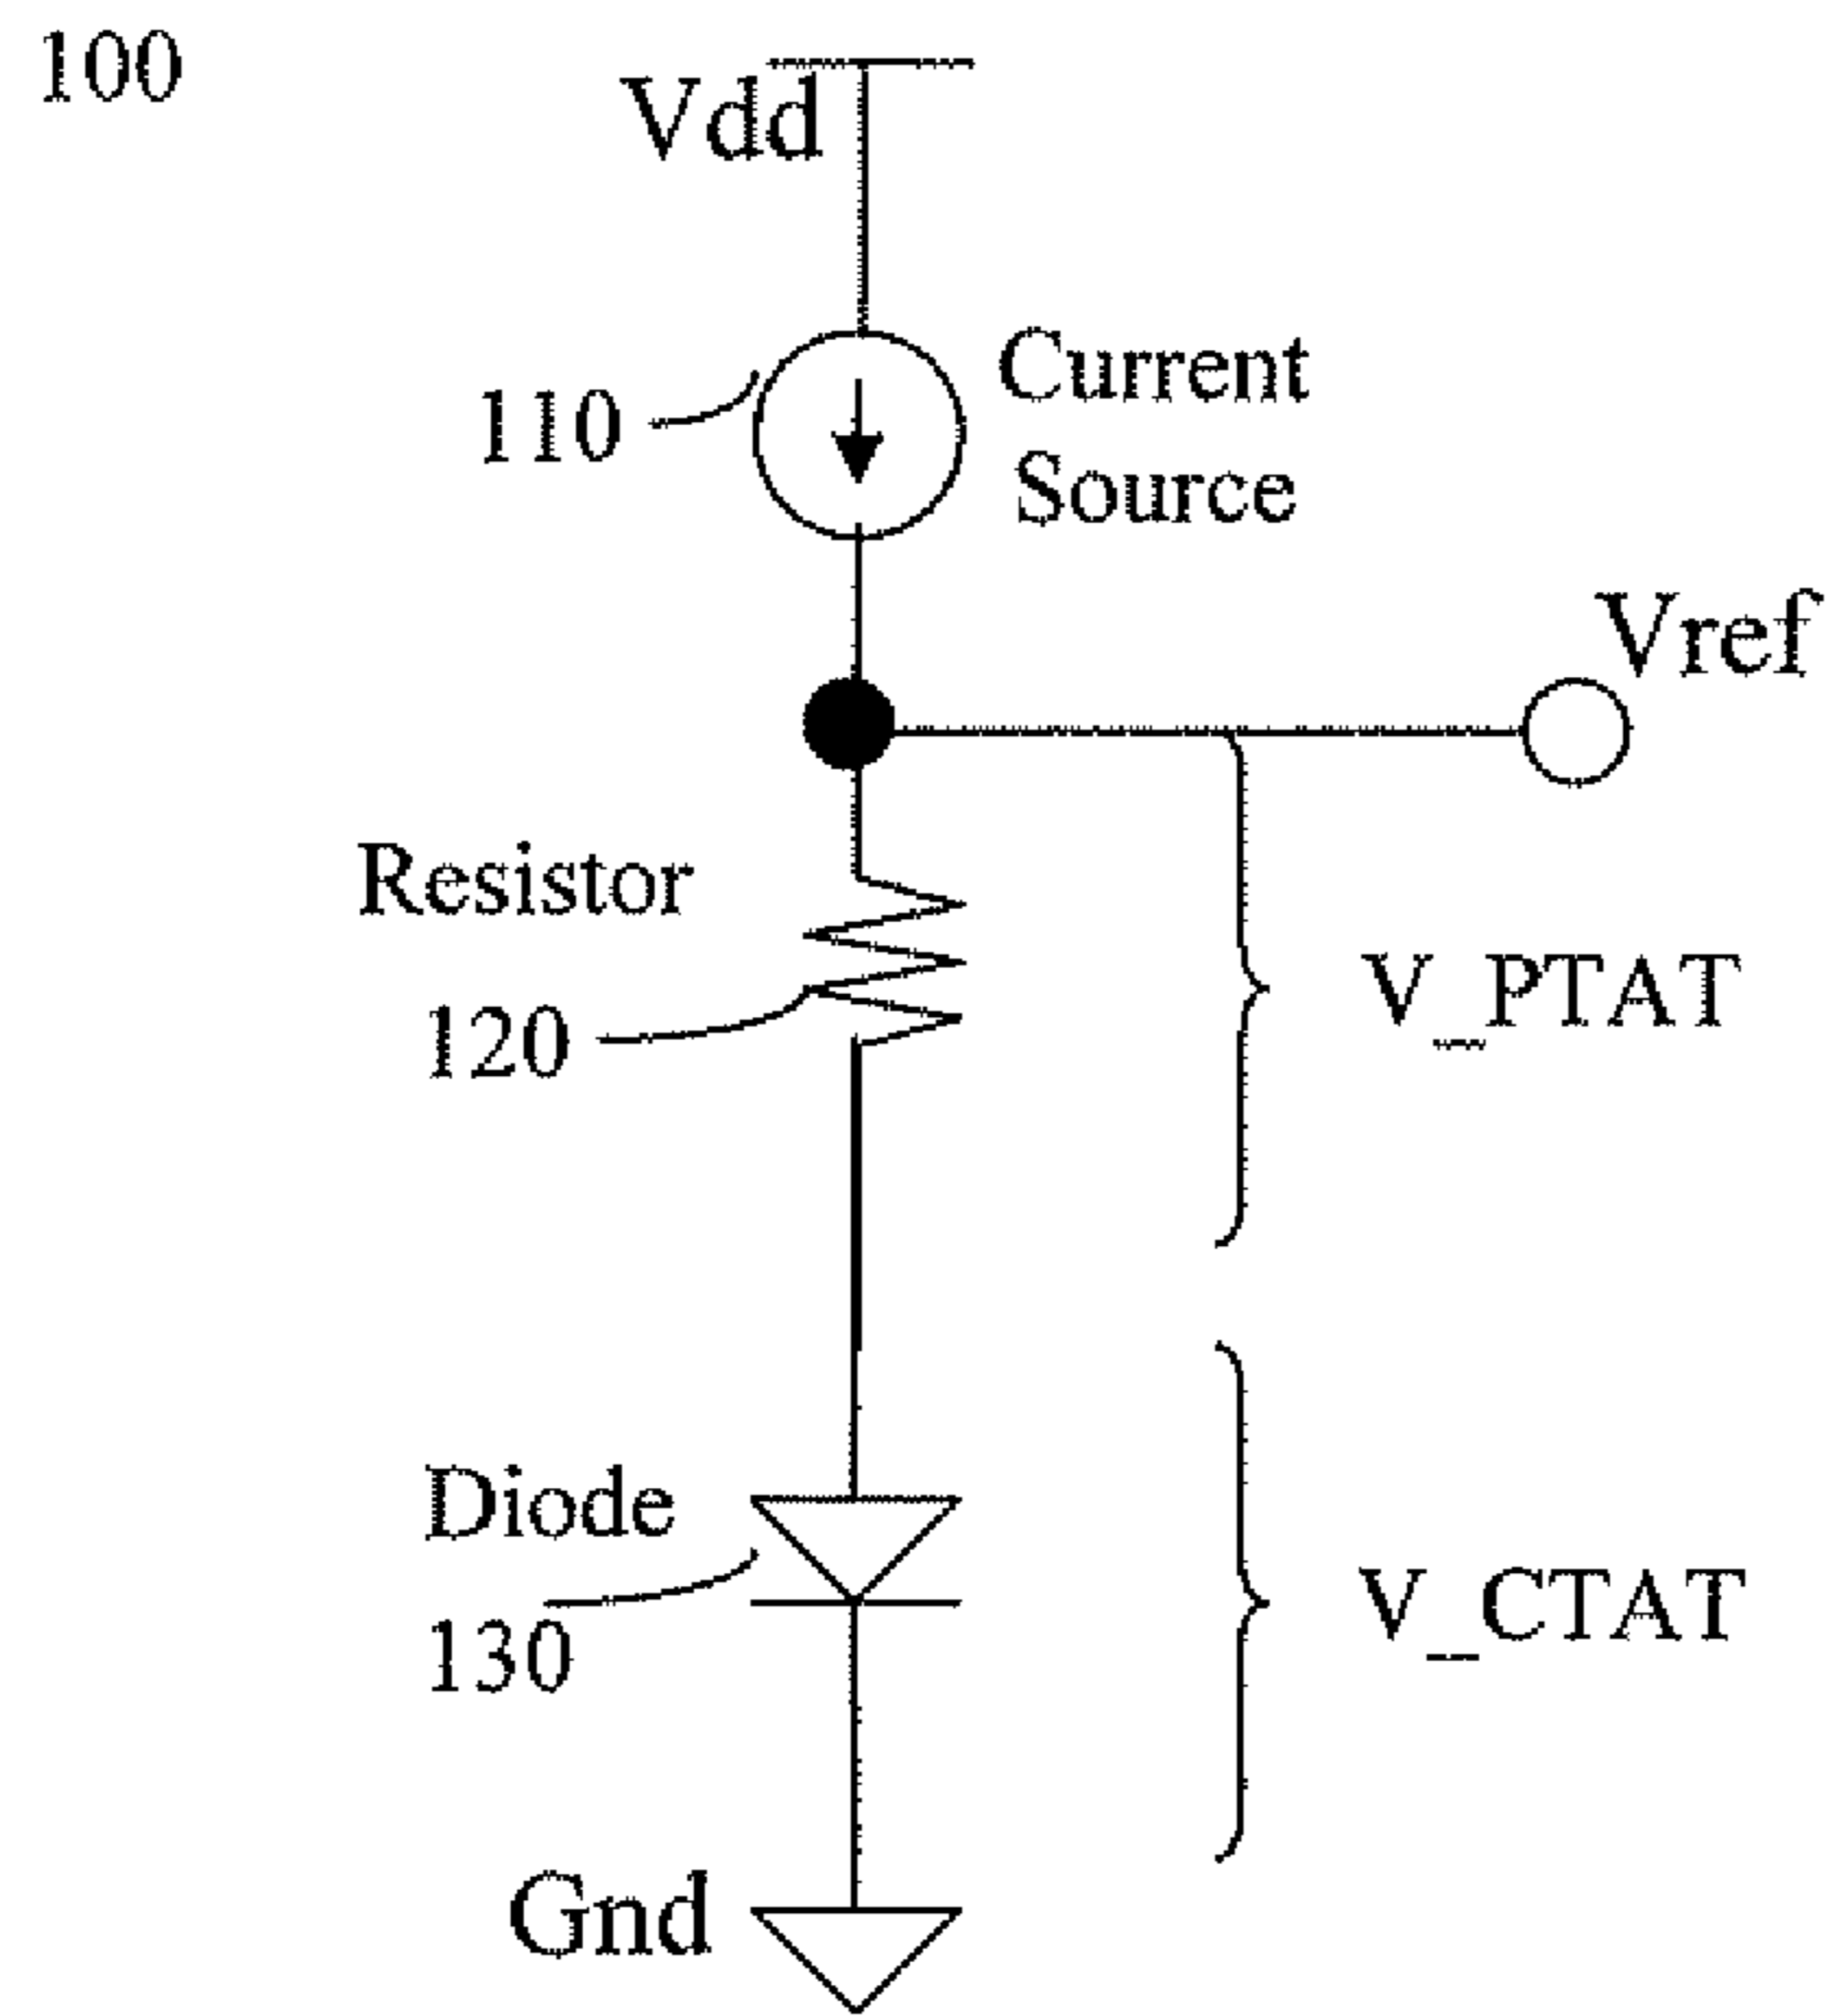 100
Vdd
110
Current
Source
Vref
Resistor
120
V_PTAT
Diode
130
V_CTAT
Gnd